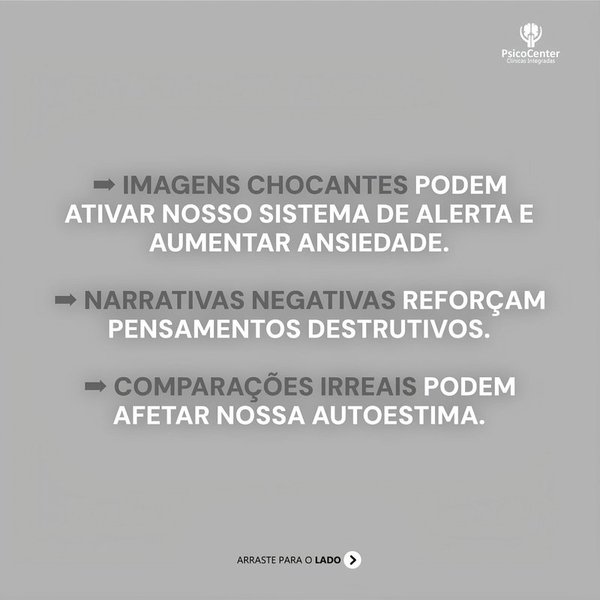 PsicoCenter
Clínicas Integradas
➡ IMAGENS CHOCANTES PODEM
ATIVAR NOSSO SISTEMA DE ALERTA E
AUMENTAR ANSIEDADE.
➡ NARRATIVAS NEGATIVAS REFORÇAM
PENSAMENTOS DESTRUTIVOS.
➡ COMPARAÇÕES IRREAIS PODEM
AFETAR NOSSA AUTOESTIMA.
ARRASTE PARA O LADO